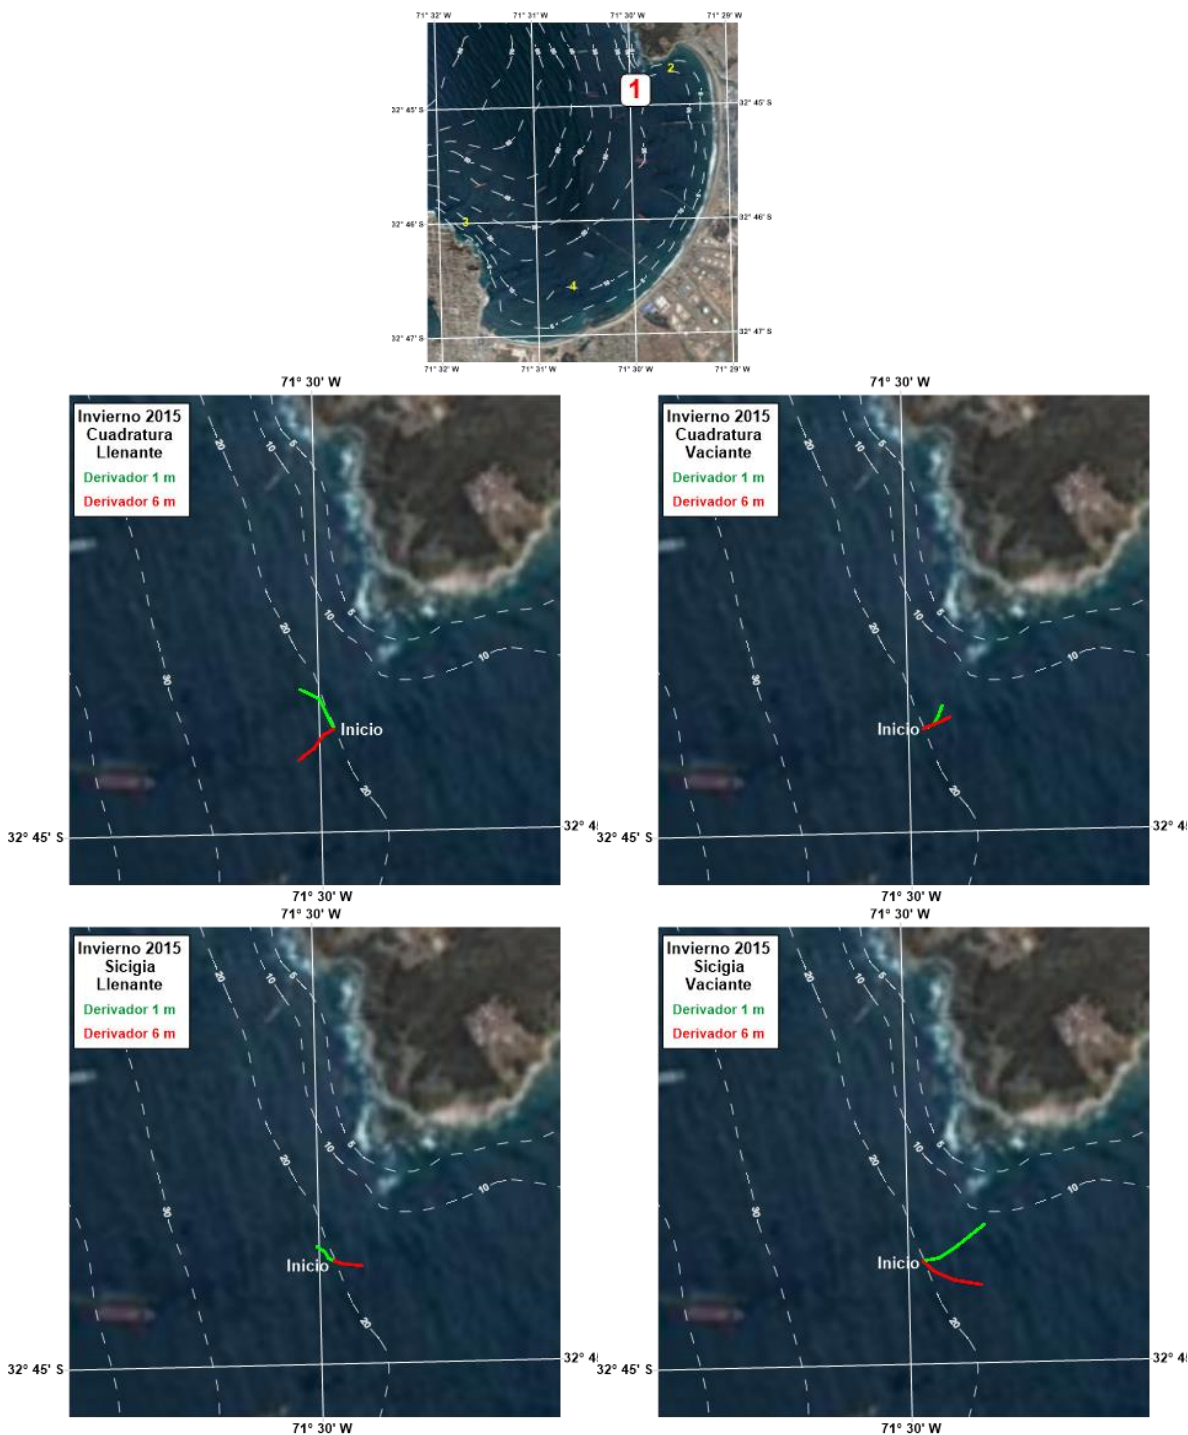 71° 32' W 71° 31' W 71° 30' W 71° 29' W
2
1
32° 45' S 32° 45' S
3
32° 46' S 32° 46' S
4
32° 47' S 32° 47' S
71° 32' W 71° 31' W 71° 30' W 71° 29' W
71° 30' W
Invierno 2015
Cuadratura
Llenante
Derivador 1 m
Derivador 6 m
20 10 5
20 10 5
30 10
Inicio
20
32° 45' S
71° 30' W
71° 30' W
Invierno 2015
Cuadratura
Vaciante
Derivador 1 m
Derivador 6 m
20 10 5
20 10 5
30 10
Inicio
20
32° 45' S
71° 30' W
71° 30' W
Invierno 2015
Sicigia
Llenante
Derivador 1 m
Derivador 6 m
20 10 5
20 10 5
30 10
Inicio
20
32° 45' S
71° 30' W
71° 30' W
Invierno 2015
Sicigia
Vaciante
Derivador 1 m
Derivador 6 m
20 10 5
20 10 5
30 10
Inicio
20
32° 45' S
71° 30' W